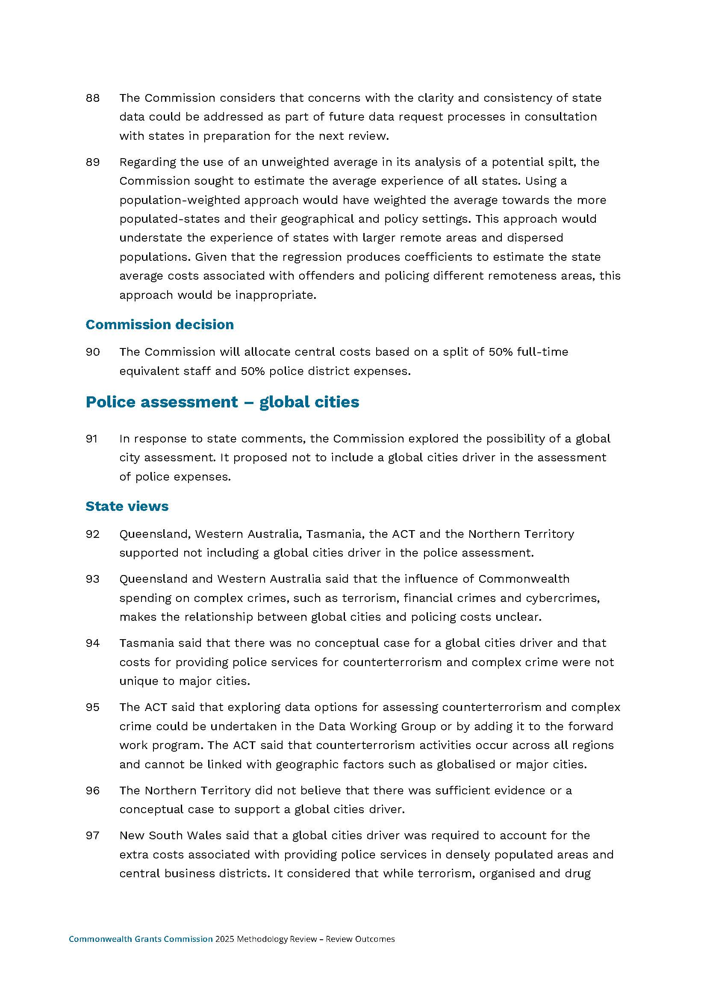 88 The Commission considers that concerns with the clarity and consistency of state
data could be addressed as part of future data request processes in consultation
with states in preparation for the next review.
89 Regarding the use of an unweighted average in its analysis of a potential spilt, the
Commission sought to estimate the average experience of all states. Using a
population-weighted approach would have weighted the average towards the more
populated-states and their geographical and policy settings. This approach would
understate the experience of states with larger remote areas and dispersed
populations. Given that the regression produces coefficients to estimate the state
average costs associated with offenders and policing different remoteness areas, this
approach would be inappropriate.
Commission decision
90 The Commission will allocate central costs based on a split of 50% full-time
equivalent staff and 50% police district expenses.
Police assessment – global cities
91 In response to state comments, the Commission explored the possibility of a global
city assessment. It proposed not to include a global cities driver in the assessment
of police expenses.
State views
92 Queensland, Western Australia, Tasmania, the ACT and the Northern Territory
supported not including a global cities driver in the police assessment.
93 Queensland and Western Australia said that the influence of Commonwealth
spending on complex crimes, such as terrorism, financial crimes and cybercrimes,
makes the relationship between global cities and policing costs unclear.
94 Tasmania said that there was no conceptual case for a global cities driver and that
costs for providing police services for counterterrorism and complex crime were not
unique to major cities.
95 The ACT said that exploring data options for assessing counterterrorism and complex
crime could be undertaken in the Data Working Group or by adding it to the forward
work program. The ACT said that counterterrorism activities occur across all regions
and cannot be linked with geographic factors such as globalised or major cities.
96 The Northern Territory did not believe that there was sufficient evidence or a
conceptual case to support a global cities driver.
97 New South Wales said that a global cities driver was required to account for the
extra costs associated with providing police services in densely populated areas and
central business districts. It considered that while terrorism, organised and drug
Commonwealth Grants Commission 2025 Methodology Review – Review Outcomes